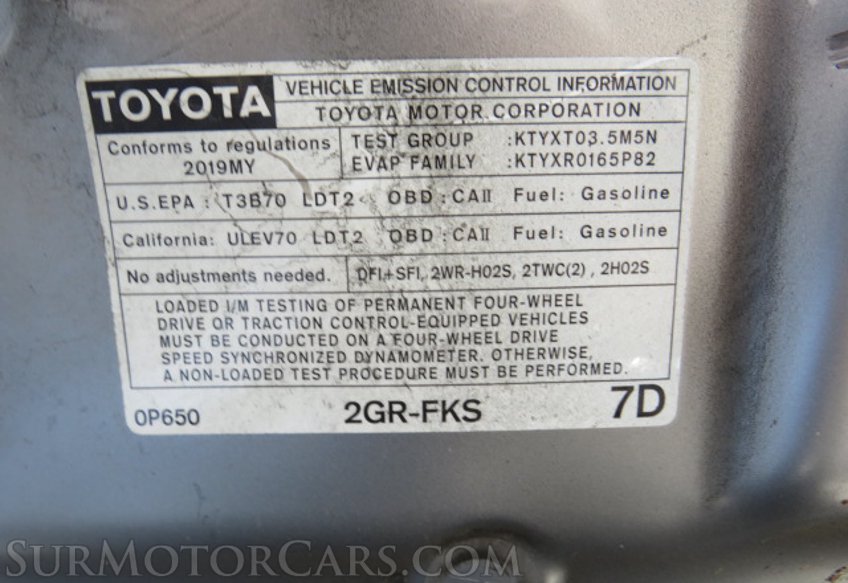 TOYOTA
VEHICLE EMISSION CONTROL INFORMATION
TOYOTA MOTOR CORPORATION
Conforms to regulations
2019MY
TEST GROUP :KTYXT03.5M5N
EVAP FAMILY :KTYXR0165P82
U.S.EPA : T3B70 LDT2 OBD : CAII Fuel: Gasoline
California: ULEV70 LDT2 OBD : CAII Fuel: Gasoline
No adjustments needed.
DFI+SFI, 2WR-HO2S, 2TWC(2) , 2HO2S
LOADED I/M TESTING OF PERMANENT FOUR-WHEEL
DRIVE OR TRACTION CONTROL-EQUIPPED VEHICLES
MUST BE CONDUCTED ON A FOUR-WHEEL DRIVE
SPEED SYNCHRONIZED DYNAMOMETER. OTHERWISE,
A NON-LOADED TEST PROCEDURE MUST BE PERFORMED.
0P650
2GR-FKS
7D
SURMOTORCARS.COM